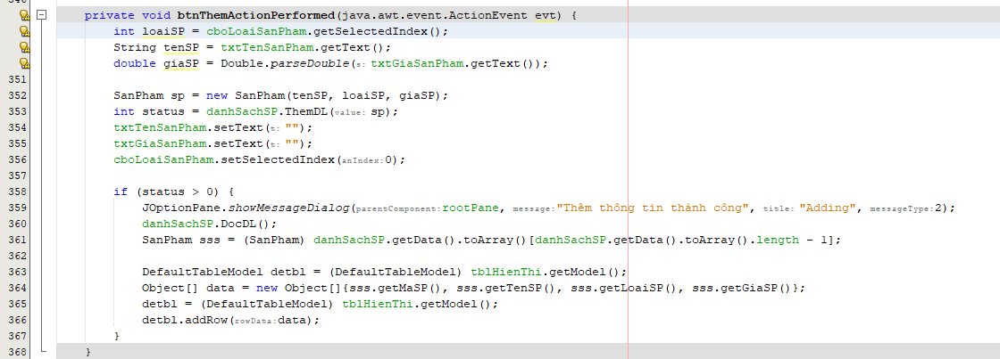 private void btnThemActionPerformed(java.awt.event.ActionEvent evt) {
int loaiSP = cboLoaiSanPham.getSelectedIndex();
String tenSP = txtTenSanPham.getText();
double giaSP = Double.parseDouble(s: txtGiaSanPham.getText());
351
352 SanPham sp = new SanPham(tenSP, loaiSP, giaSP);
353 int status = danhSachSP.ThemDL(value: sp);
354 txtTenSanPham.setText(t: "");
355 txtGiaSanPham.setText(t: "");
356 cboLoaiSanPham.setSelectedIndex(anIndex:0);
357
358 if (status > 0) {
359 JOptionPane.showMessageDialog(parentComponent:rootPane, message:"Thêm thông tin thành công", title: "Adding", messageType:2);
360 danhSachSP.DocDL();
361 SanPham sss = (SanPham) danhSachSP.getData().toArray()[danhSachSP.getData().toArray().length - 1];
362
363 DefaultTableModel detbl = (DefaultTableModel) tblHienThi.getModel();
364 Object[] data = new Object[]{sss.getMaSP(), sss.getTenSP(), sss.getLoaiSP(), sss.getGiaSP()};
365 detbl = (DefaultTableModel) tblHienThi.getModel();
366 detbl.addRow(rowData:data);
367 }
368 }